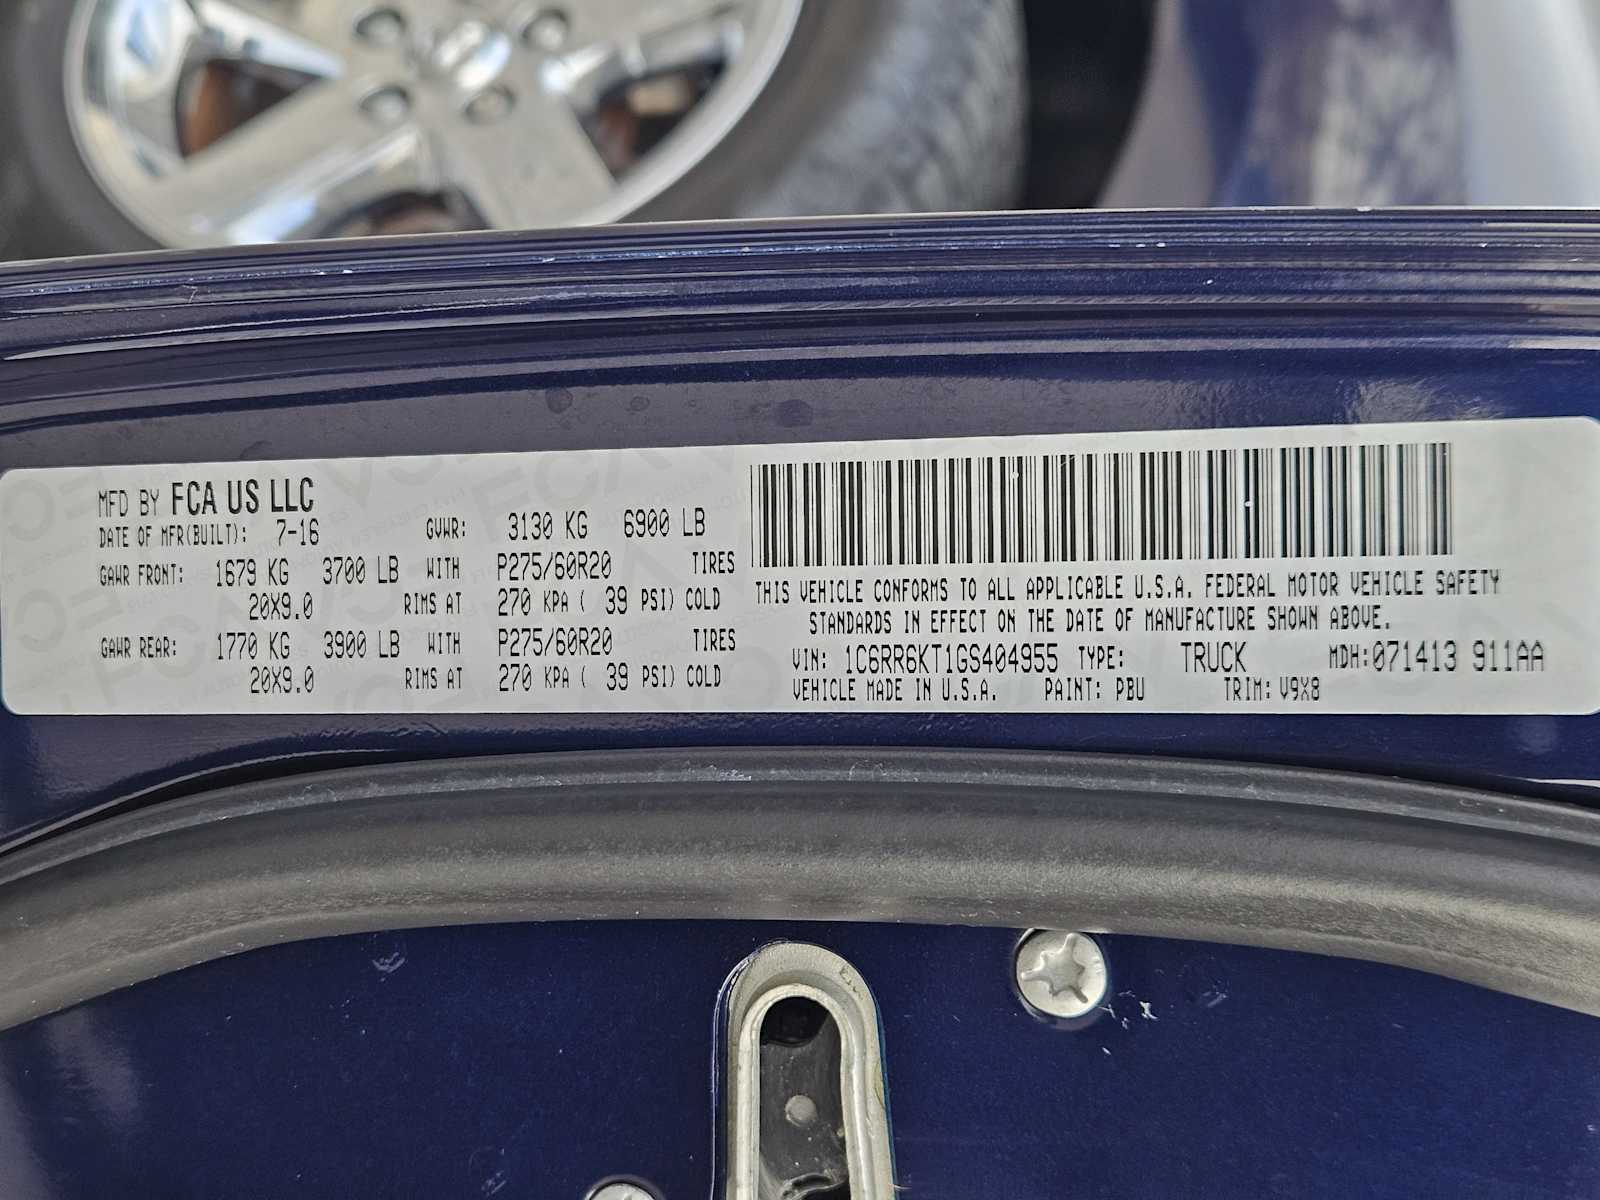 MFD BY FCA US LLC
DATE OF MFR(BUILT): 7-16 GVWR: 3130 KG 6900 LB
GAWR FRONT: 1679 KG 3700 LB WITH P275/60R20 TIRES
20X9.0 RIMS AT 270 KPA ( 39 PSI) COLD
GAWR REAR: 1770 KG 3900 LB WITH P275/60R20 TIRES
20X9.0 RIMS AT 270 KPA ( 39 PSI) COLD
THIS VEHICLE CONFORMS TO ALL APPLICABLE U.S.A. FEDERAL MOTOR VEHICLE SAFETY
STANDARDS IN EFFECT ON THE DATE OF MANUFACTURE SHOWN ABOVE.
VIN: 1C6RR6KT1GS404955 TYPE: TRUCK MDH:071413 911AA
VEHICLE MADE IN U.S.A. PAINT: PBU TRIM: V9X8